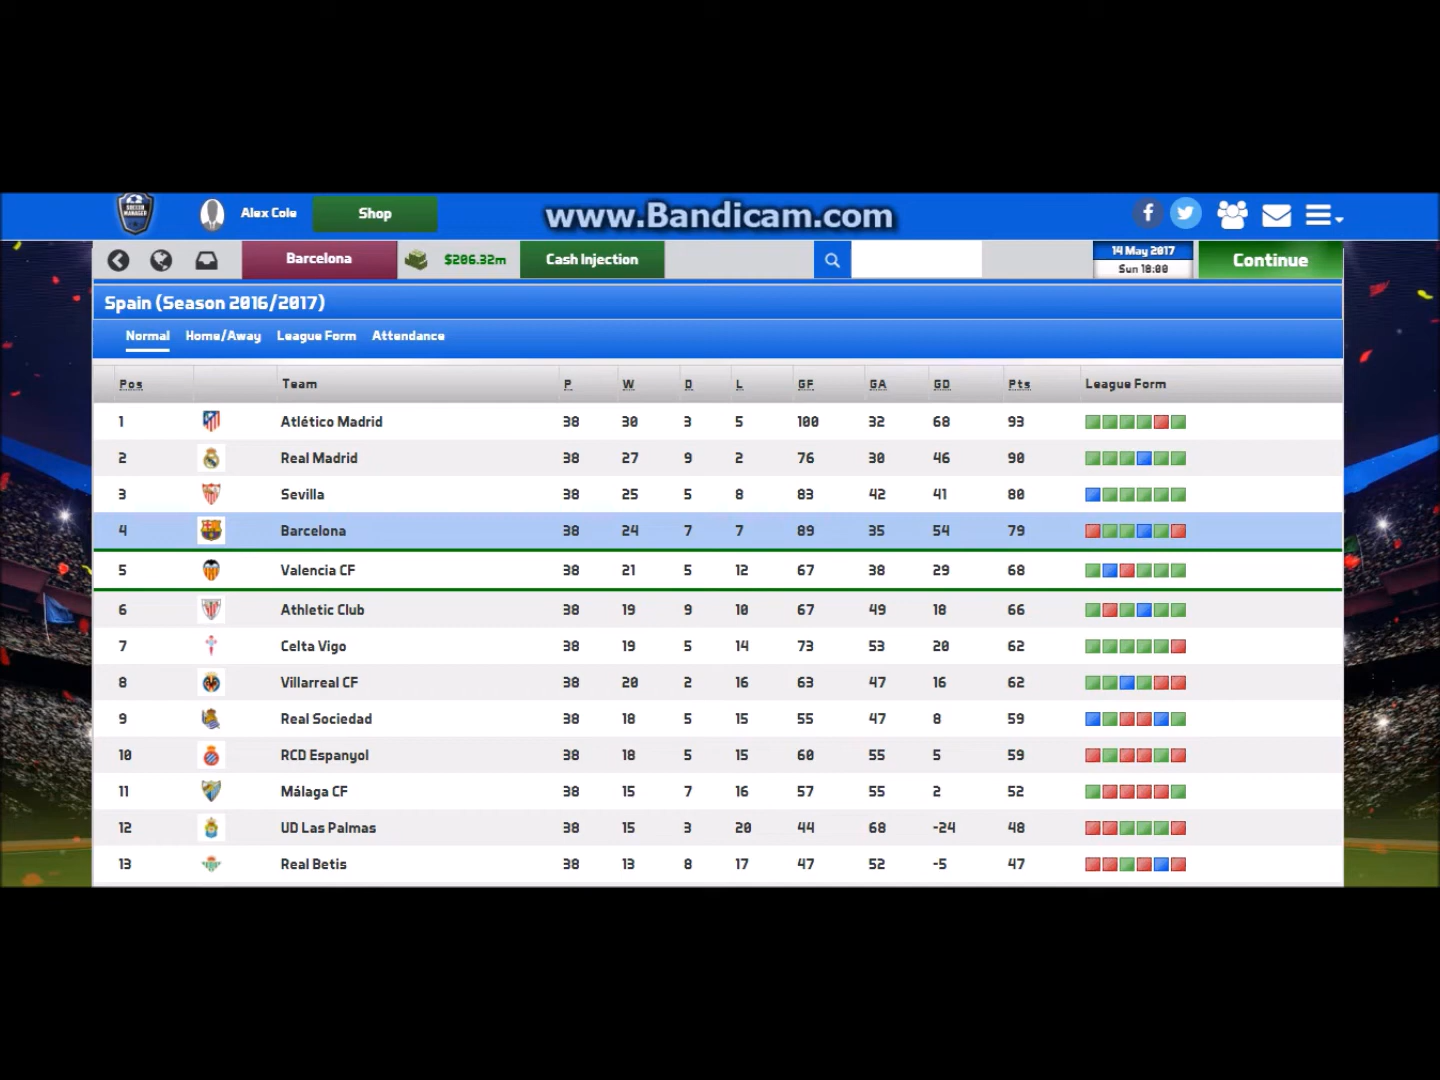 SOCCER MANAGER
Alex Cole
Shop
www.Bandicam.com
Barcelona
$206.32m
Cash Injection
14 May 2017
Sun 18:00
Continue
Spain (Season 2016/2017)
Normal Home/Away League Form Attendance
Pos Team P W D L GF GA GD Pts League Form
1 Atlético Madrid 38 30 3 5 100 32 68 93
2 Real Madrid 38 27 9 2 76 30 46 90
3 Sevilla 38 25 5 8 83 42 41 80
4 Barcelona 38 24 7 7 89 35 54 79
5 Valencia CF 38 21 5 12 67 38 29 68
6 Athletic Club 38 19 9 10 67 49 18 66
7 Celta Vigo 38 19 5 14 73 53 20 62
8 Villarreal CF 38 20 2 16 63 47 16 62
9 Real Sociedad 38 18 5 15 55 47 8 59
10 RCD Espanyol 38 18 5 15 60 55 5 59
11 Málaga CF 38 15 7 16 57 55 2 52
12 UD Las Palmas 38 15 3 20 44 68 -24 48
13 Real Betis 38 13 8 17 47 52 -5 47